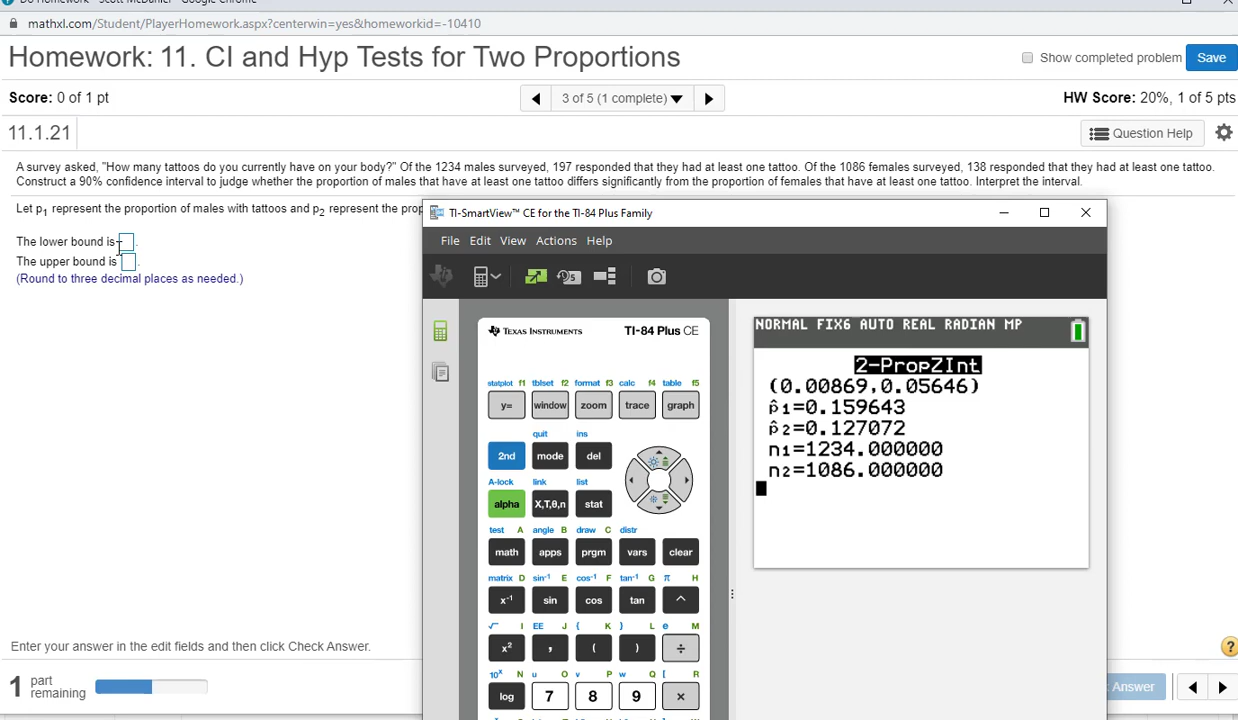 Do Homework - Scott McDaniel - Google Chrome
mathxl.com/Student/PlayerHomework.aspx?centerwin=yes&homeworkid=-10410
Homework: 11. CI and Hyp Tests for Two Proportions
Show completed problem
Save
Score: 0 of 1 pt
3 of 5 (1 complete)
HW Score: 20%, 1 of 5 pts
11.1.21
Question Help
A survey asked, "How many tattoos do you currently have on your body?" Of the 1234 males surveyed, 197 responded that they had at least one tattoo. Of the 1086 females surveyed, 138 responded that they had at least one tattoo.
Construct a 90% confidence interval to judge whether the proportion of males that have at least one tattoo differs significantly from the proportion of females that have at least one tattoo. Interpret the interval.
Let p1 represent the proportion of males with tattoos and p2 represent the
The lower bound is .
The upper bound is .
(Round to three decimal places as needed.)
TI-SmartView™ CE for the TI-84 Plus Family
File Edit View Actions Help
TEXAS INSTRUMENTS TI-84 Plus CE
NORMAL FIX6 AUTO REAL RADIAN MP
2-PropZInt
(0.00869,0.05646)
p̂1=0.159643
p̂2=0.127072
n1=1234.000000
n2=1086.000000
statplot f1 tblset f2 format f3 calc f4 table f5
y= window zoom trace graph
quit ins
2nd mode del
A-lock link list
alpha X,T,θ,n stat
test A angle B draw C distr
math apps prgm vars clear
matrix D sin⁻¹ E cos⁻¹ F tan⁻¹ G π H
x⁻¹ sin cos tan ^
√ I EE J { K } L e M
x² , ( ) ÷
10ˣ N u O v P w Q [ R
log 7 8 9 ×
Enter your answer in the edit fields and then click Check Answer.
1 part remaining
Answer
?